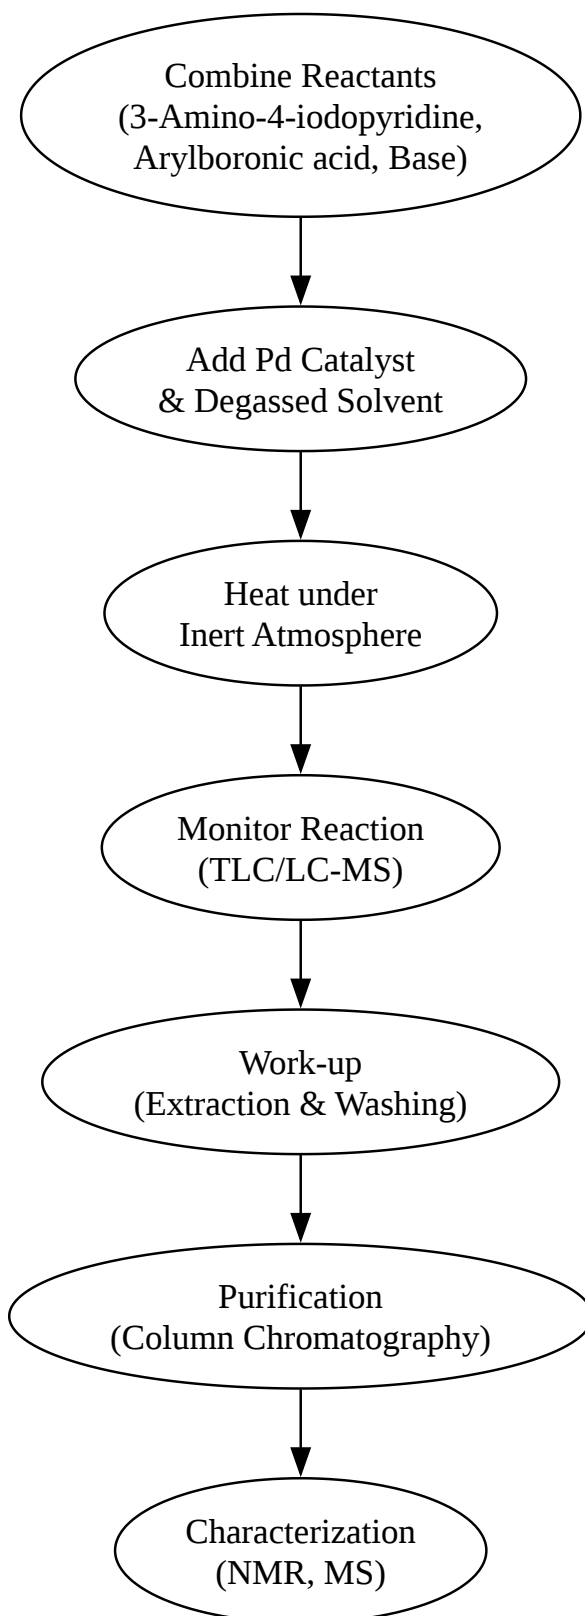 Combine Reactants
(3-Amino-4-iodopyridine,
Arylboronic acid, Base)
Add Pd Catalyst
& Degassed Solvent
Heat under
Inert Atmosphere
Monitor Reaction
(TLC/LC-MS)
Work-up
(Extraction & Washing)
Purification
(Column Chromatography)
Characterization
(NMR, MS)